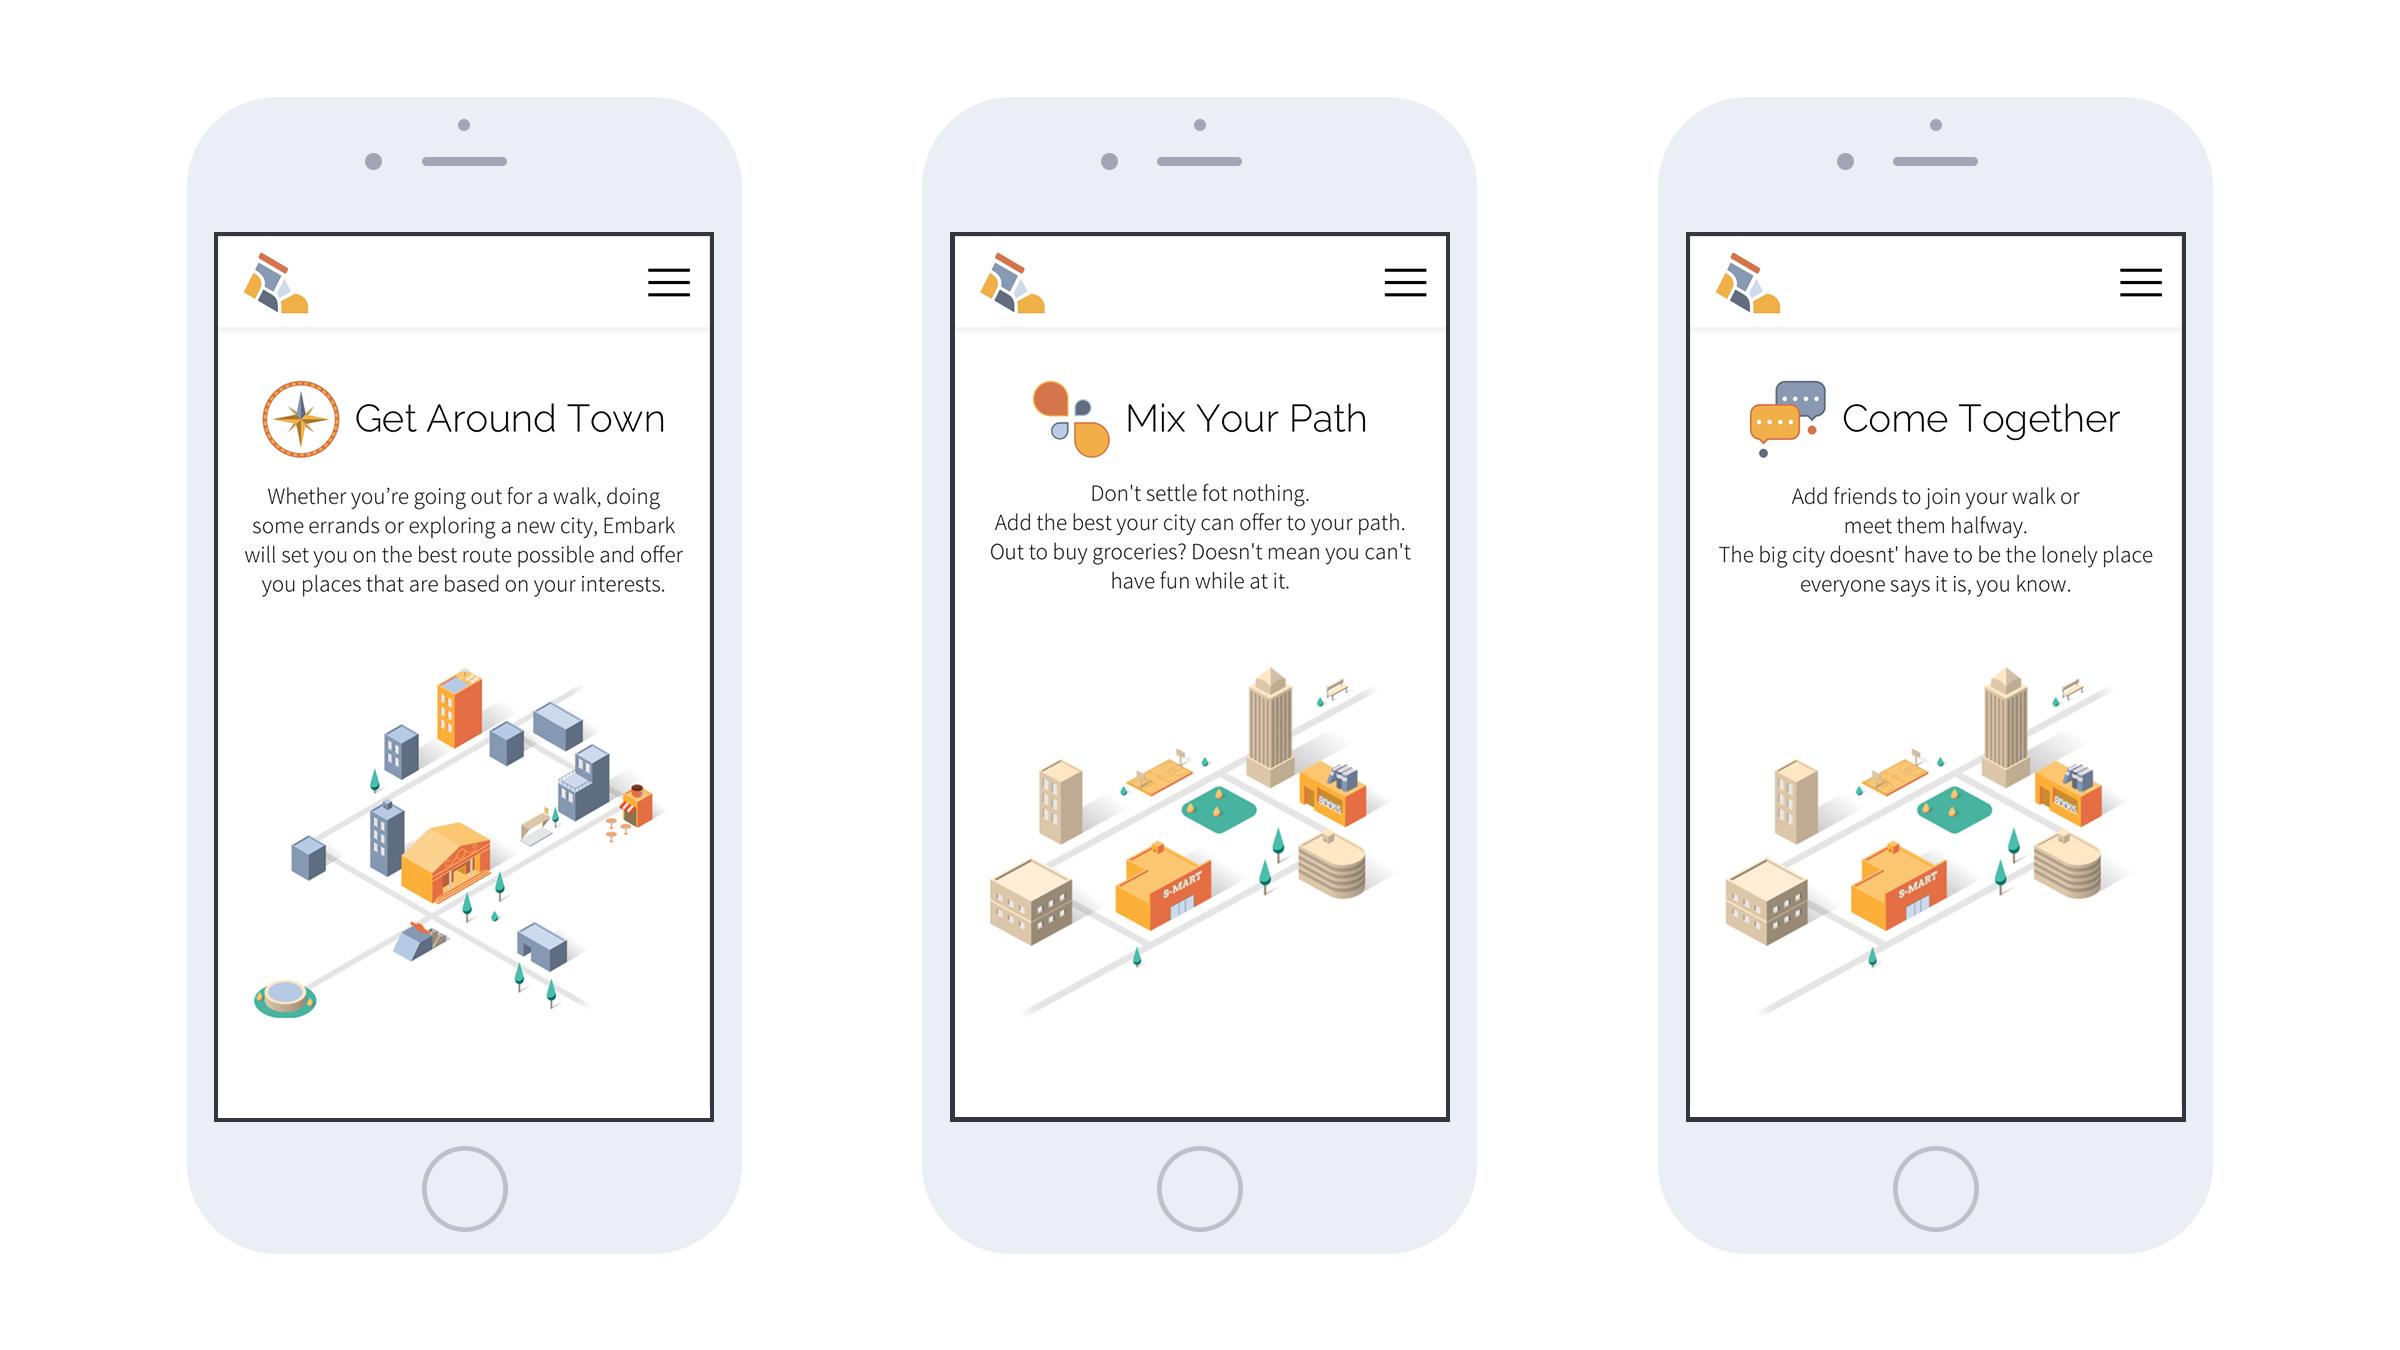 Get Around Town
Whether you’re going out for a walk, doing
some errands or exploring a new city, Embark
will set you on the best route possible and offer
you places that are based on your interests.
Mix Your Path
Don't settle fot nothing.
Add the best your city can offer to your path.
Out to buy groceries? Doesn't mean you can't
have fun while at it.
BOOKS
S-MART
Come Together
Add friends to join your walk or
meet them halfway.
The big city doesnt' have to be the lonely place
everyone says it is, you know.
BOOKS
S-MART